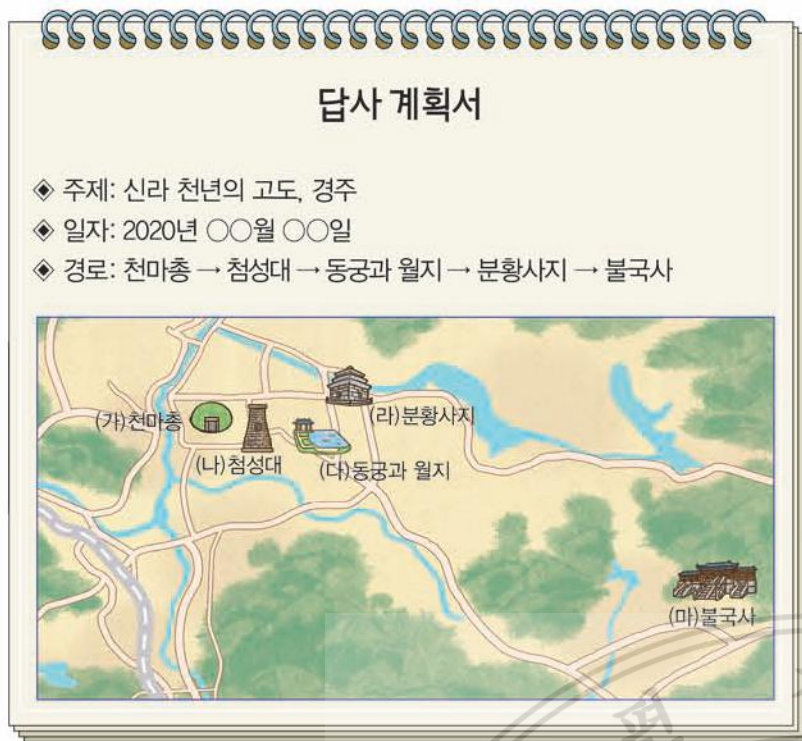 답사 계획서
◈ 주제: 신라 천년의 고도, 경주
◈ 일자: 2020년 ○○월 ○○일
◈ 경로: 천마총 → 첨성대 → 동궁과 월지 → 분황사지 → 불국사
(가)천마총
(라)분황사지
(나)첨성대
(다)동궁과 월지
(마)불국사